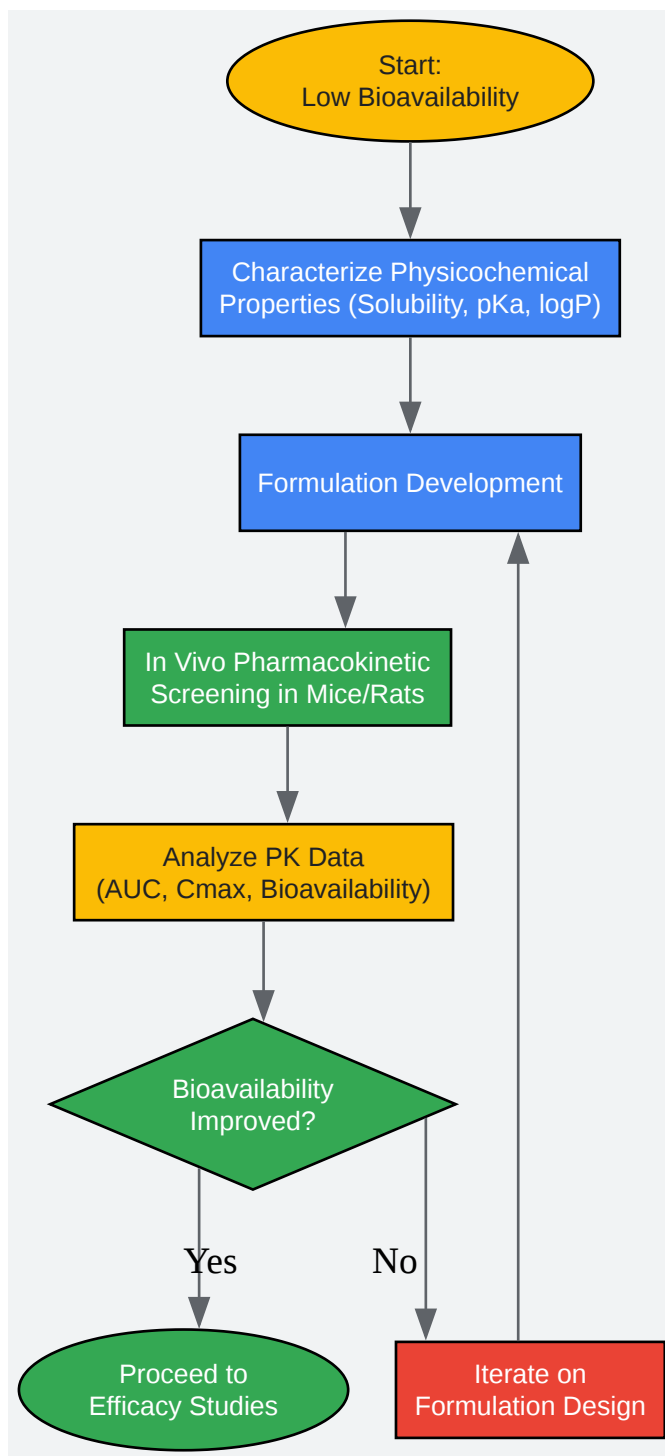 Start:
Low Bioavailability
Characterize Physicochemical
Properties (Solubility, pKa, logP)
Formulation Development
In Vivo Pharmacokinetic
Screening in Mice/Rats
Analyze PK Data
(AUC, Cmax, Bioavailability)
Bioavailability
Improved?
Yes
No
Proceed to
Efficacy Studies
Iterate on
Formulation Design